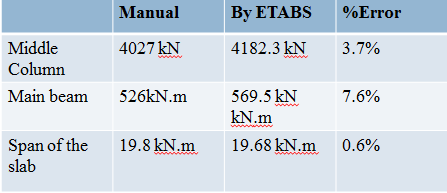 Manual By ETABS %Error
Middle Column 4027 kN 4182.3 kN 3.7%
Main beam 526kN.m 569.5 kN kN.m 7.6%
Span of the slab 19.8 kN.m 19.68 kN.m 0.6%